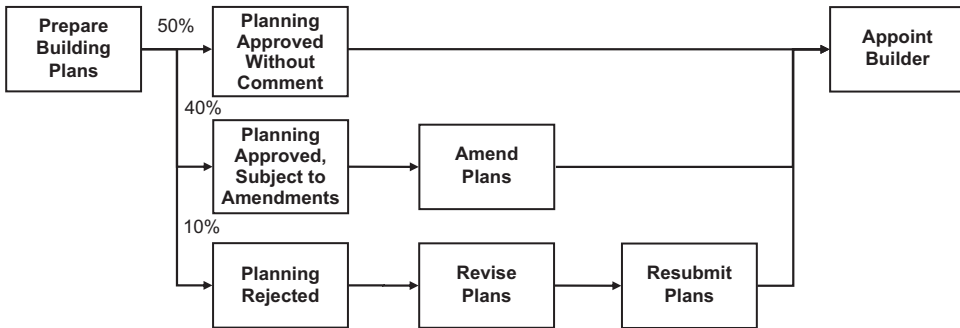 Prepare
Building
Plans
50%
Planning
Approved
Without
Comment
Appoint
Builder
40%
Planning
Approved,
Subject to
Amendments
Amend
Plans
10%
Planning
Rejected
Revise
Plans
Resubmit
Plans